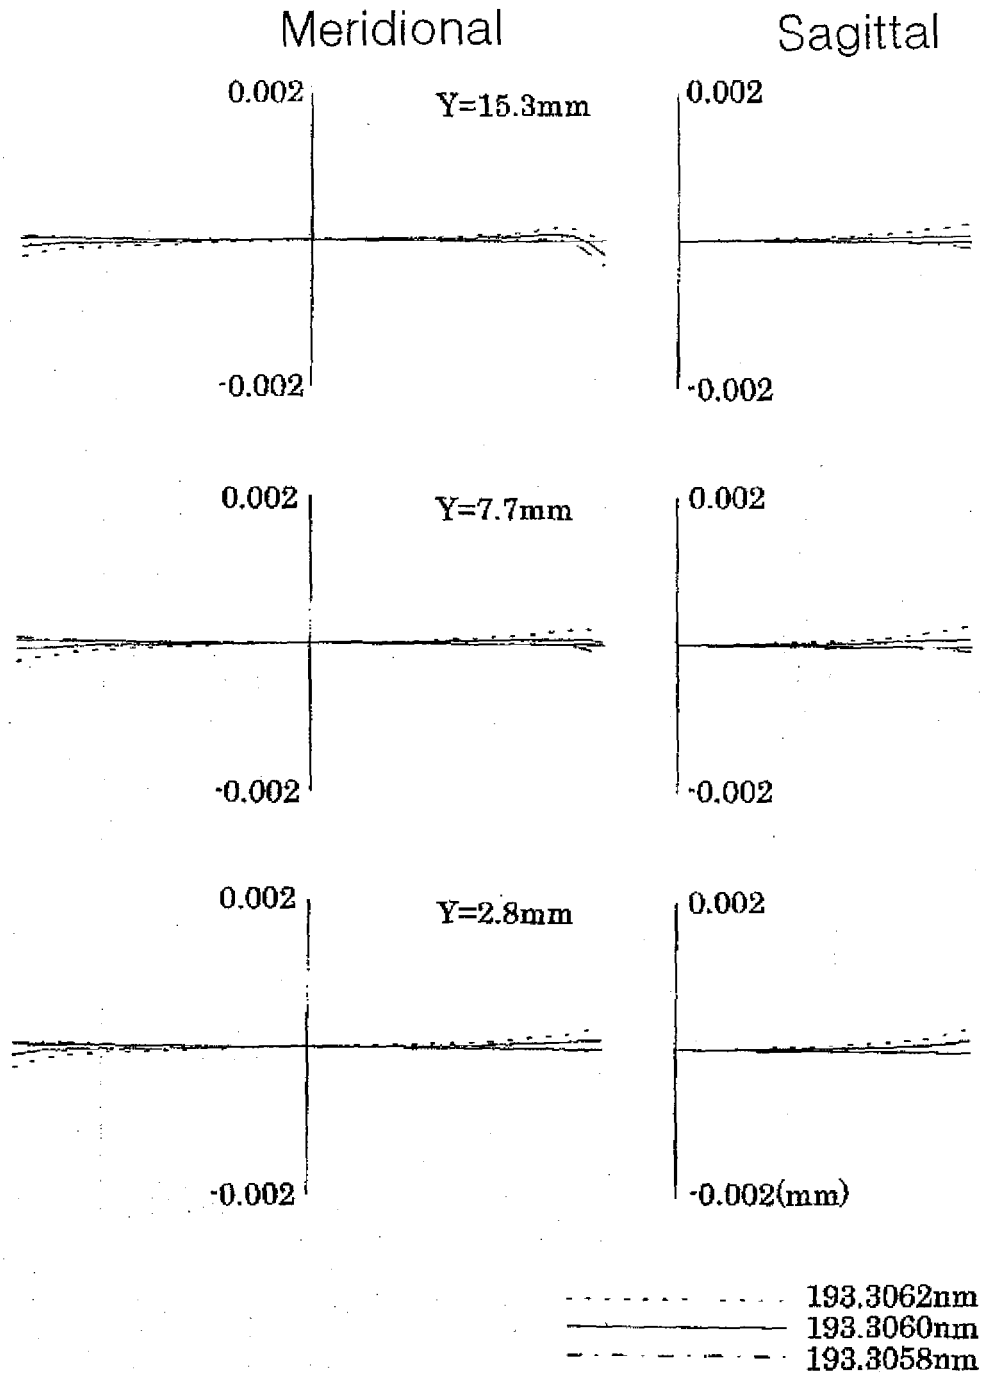 Meridional Sagittal
0.002 Y=15.3mm 0.002
-0.002 -0.002
0.002 Y=7.7mm 0.002
-0.002 -0.002
0.002 Y=2.8mm 0.002
-0.002 -0.002(mm)
193.3062nm
193.3060nm
193.3058nm